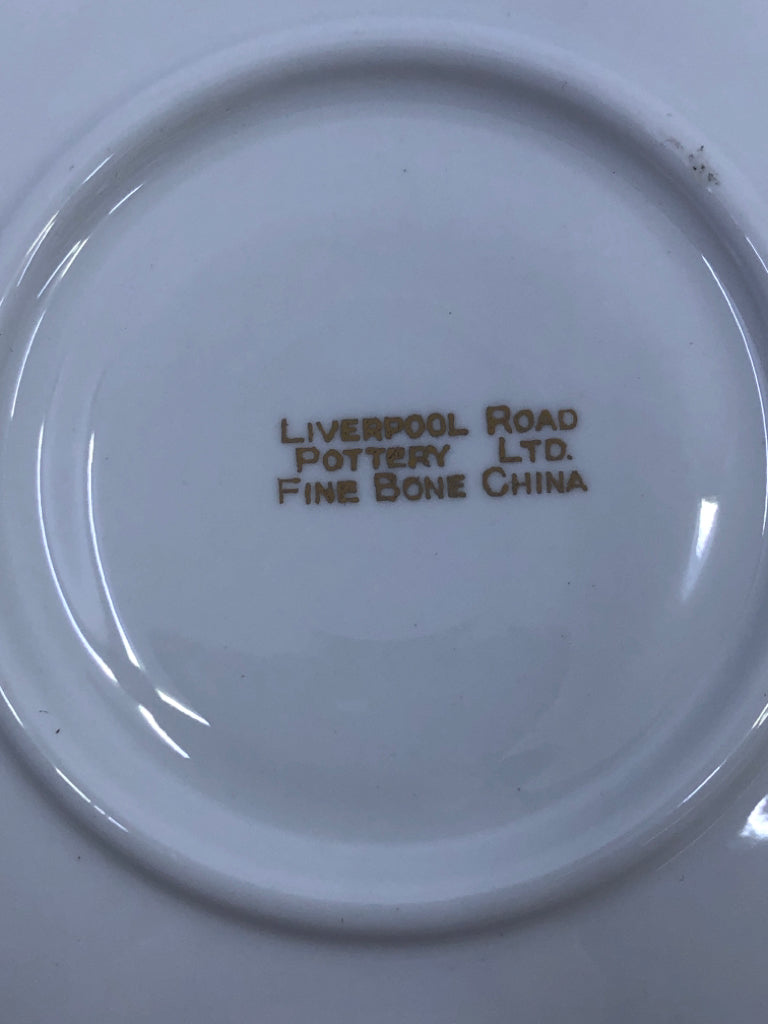 LIVERPOOL ROAD
POTTERY LTD.
FINE BONE CHINA